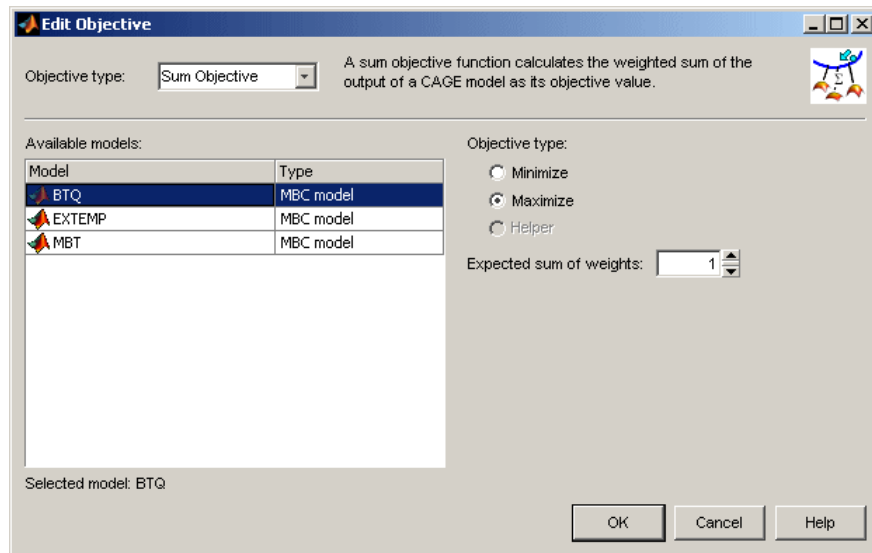 Edit Objective
Objective type: Sum Objective
A sum objective function calculates the weighted sum of the
output of a CAGE model as its objective value.
Available models:
Model Type
BTQ MBC model
EXTEMP MBC model
MBT MBC model
Selected model: BTQ
Objective type:
Minimize
Maximize
Helper
Expected sum of weights: 1
OK Cancel Help